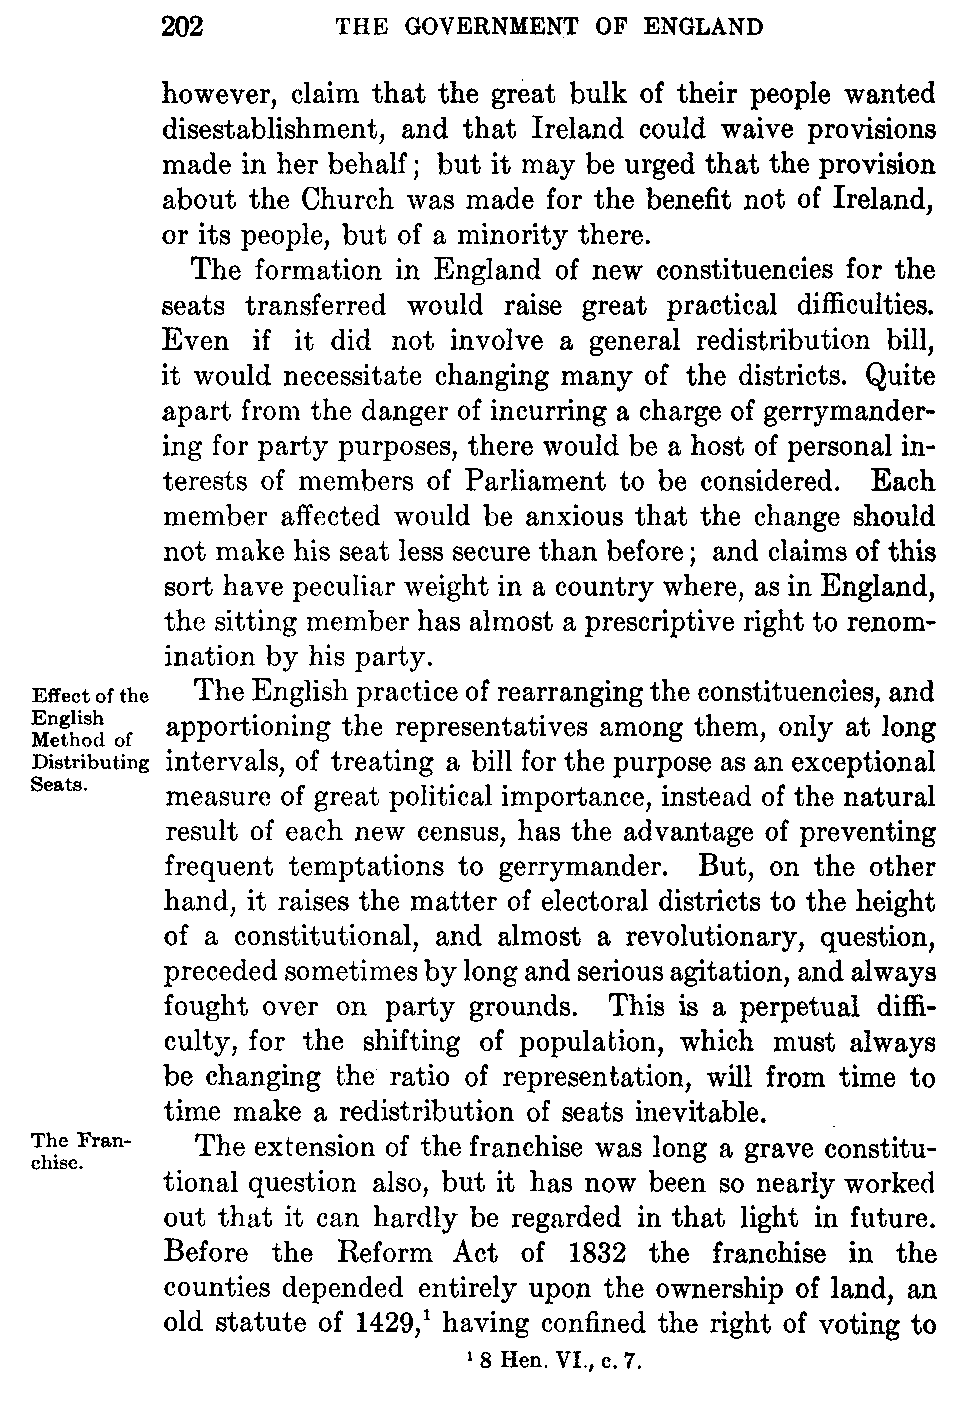 202 THE GOVERNMENT OF ENGLAND
however, claim that the great bulk of their people wanted
disestablishment, and that Ireland could waive provisions
made in her behalf; but it may be urged that the provision
about the Church was made for the benefit not of Ireland,
or its people, but of a minority there.
The formation in England of new constituencies for the
seats transferred would raise great practical difficulties.
Even if it did not involve a general redistribution bill,
it would necessitate changing many of the districts. Quite
apart from the danger of incurring a charge of gerrymander-
ing for party purposes, there would be a host of personal in-
terests of members of Parliament to be considered. Each
member affected would be anxious that the change should
not make his seat less secure than before; and claims of this
sort have peculiar weight in a country where, as in England,
the sitting member has almost a prescriptive right to renom-
ination by his party.
Effect of the
English
Method of
Distributing
Seats.
The English practice of rearranging the constituencies, and
apportioning the representatives among them, only at long
intervals, of treating a bill for the purpose as an exceptional
measure of great political importance, instead of the natural
result of each new census, has the advantage of preventing
frequent temptations to gerrymander. But, on the other
hand, it raises the matter of electoral districts to the height
of a constitutional, and almost a revolutionary, question,
preceded sometimes by long and serious agitation, and always
fought over on party grounds. This is a perpetual diffi-
culty, for the shifting of population, which must always
be changing the ratio of representation, will from time to
time make a redistribution of seats inevitable.
The Fran-
chise.
The extension of the franchise was long a grave constitu-
tional question also, but it has now been so nearly worked
out that it can hardly be regarded in that light in future.
Before the Reform Act of 1832 the franchise in the
counties depended entirely upon the ownership of land, an
old statute of 1429,¹ having confined the right of voting to
¹ 8 Hen. VI., c. 7.